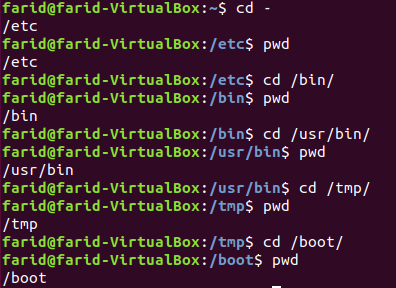 farid@farid-VirtualBox:~$ cd -
/etc
farid@farid-VirtualBox:/etc$ pwd
/etc
farid@farid-VirtualBox:/etc$ cd /bin/
farid@farid-VirtualBox:/bin$ pwd
/bin
farid@farid-VirtualBox:/bin$ cd /usr/bin/
farid@farid-VirtualBox:/usr/bin$ pwd
/usr/bin
farid@farid-VirtualBox:/usr/bin$ cd /tmp/
farid@farid-VirtualBox:/tmp$ pwd
/tmp
farid@farid-VirtualBox:/tmp$ cd /boot/
farid@farid-VirtualBox:/boot$ pwd
/boot